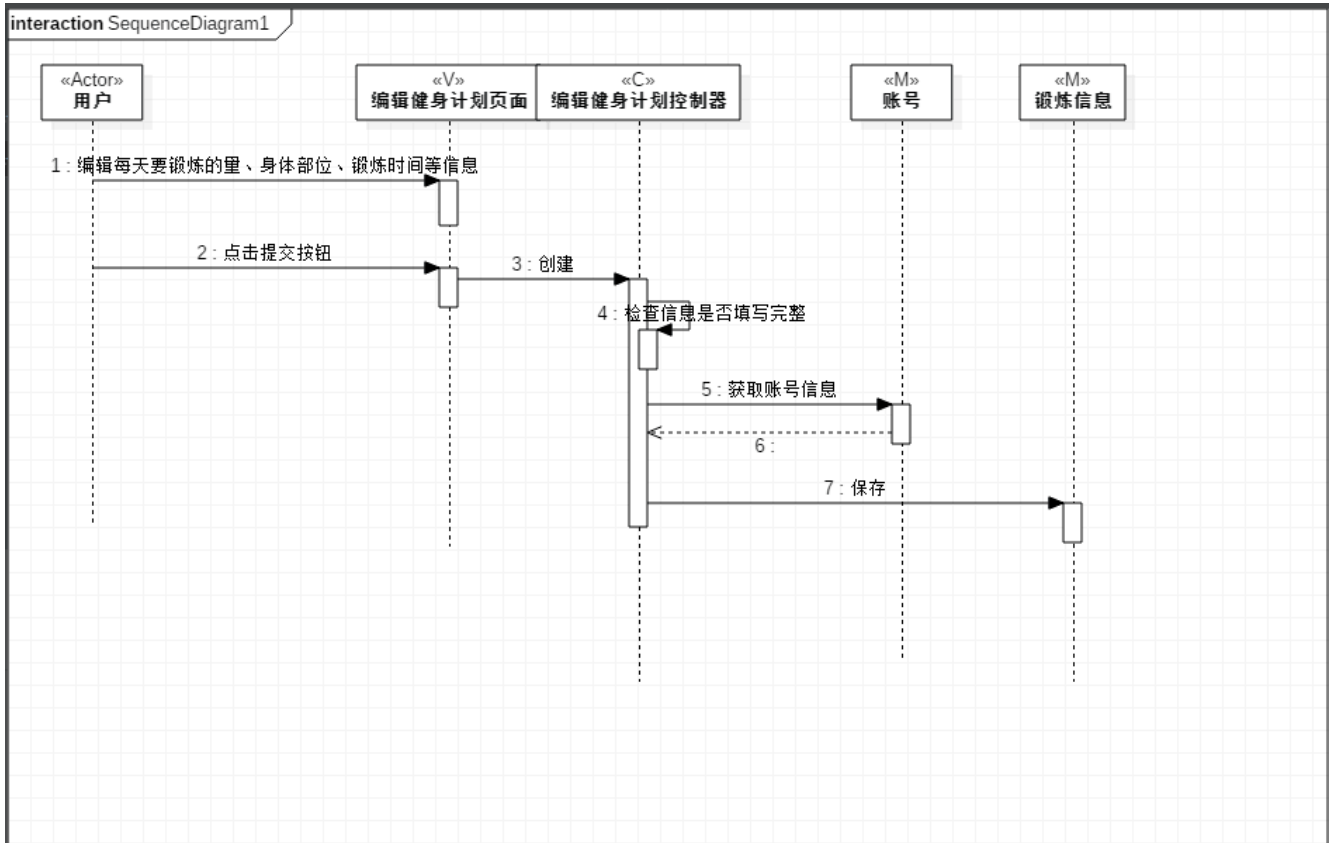 interaction SequenceDiagram1
«Actor»
用户
«V»
编辑健身计划页面
«C»
编辑健身计划控制器
«M»
账号
«M»
锻炼信息
1 : 编辑每天要锻炼的量、身体部位、锻炼时间等信息
2 : 点击提交按钮
3 : 创建
4 : 检查信息是否填写完整
5 : 获取账号信息
6 :
7 : 保存